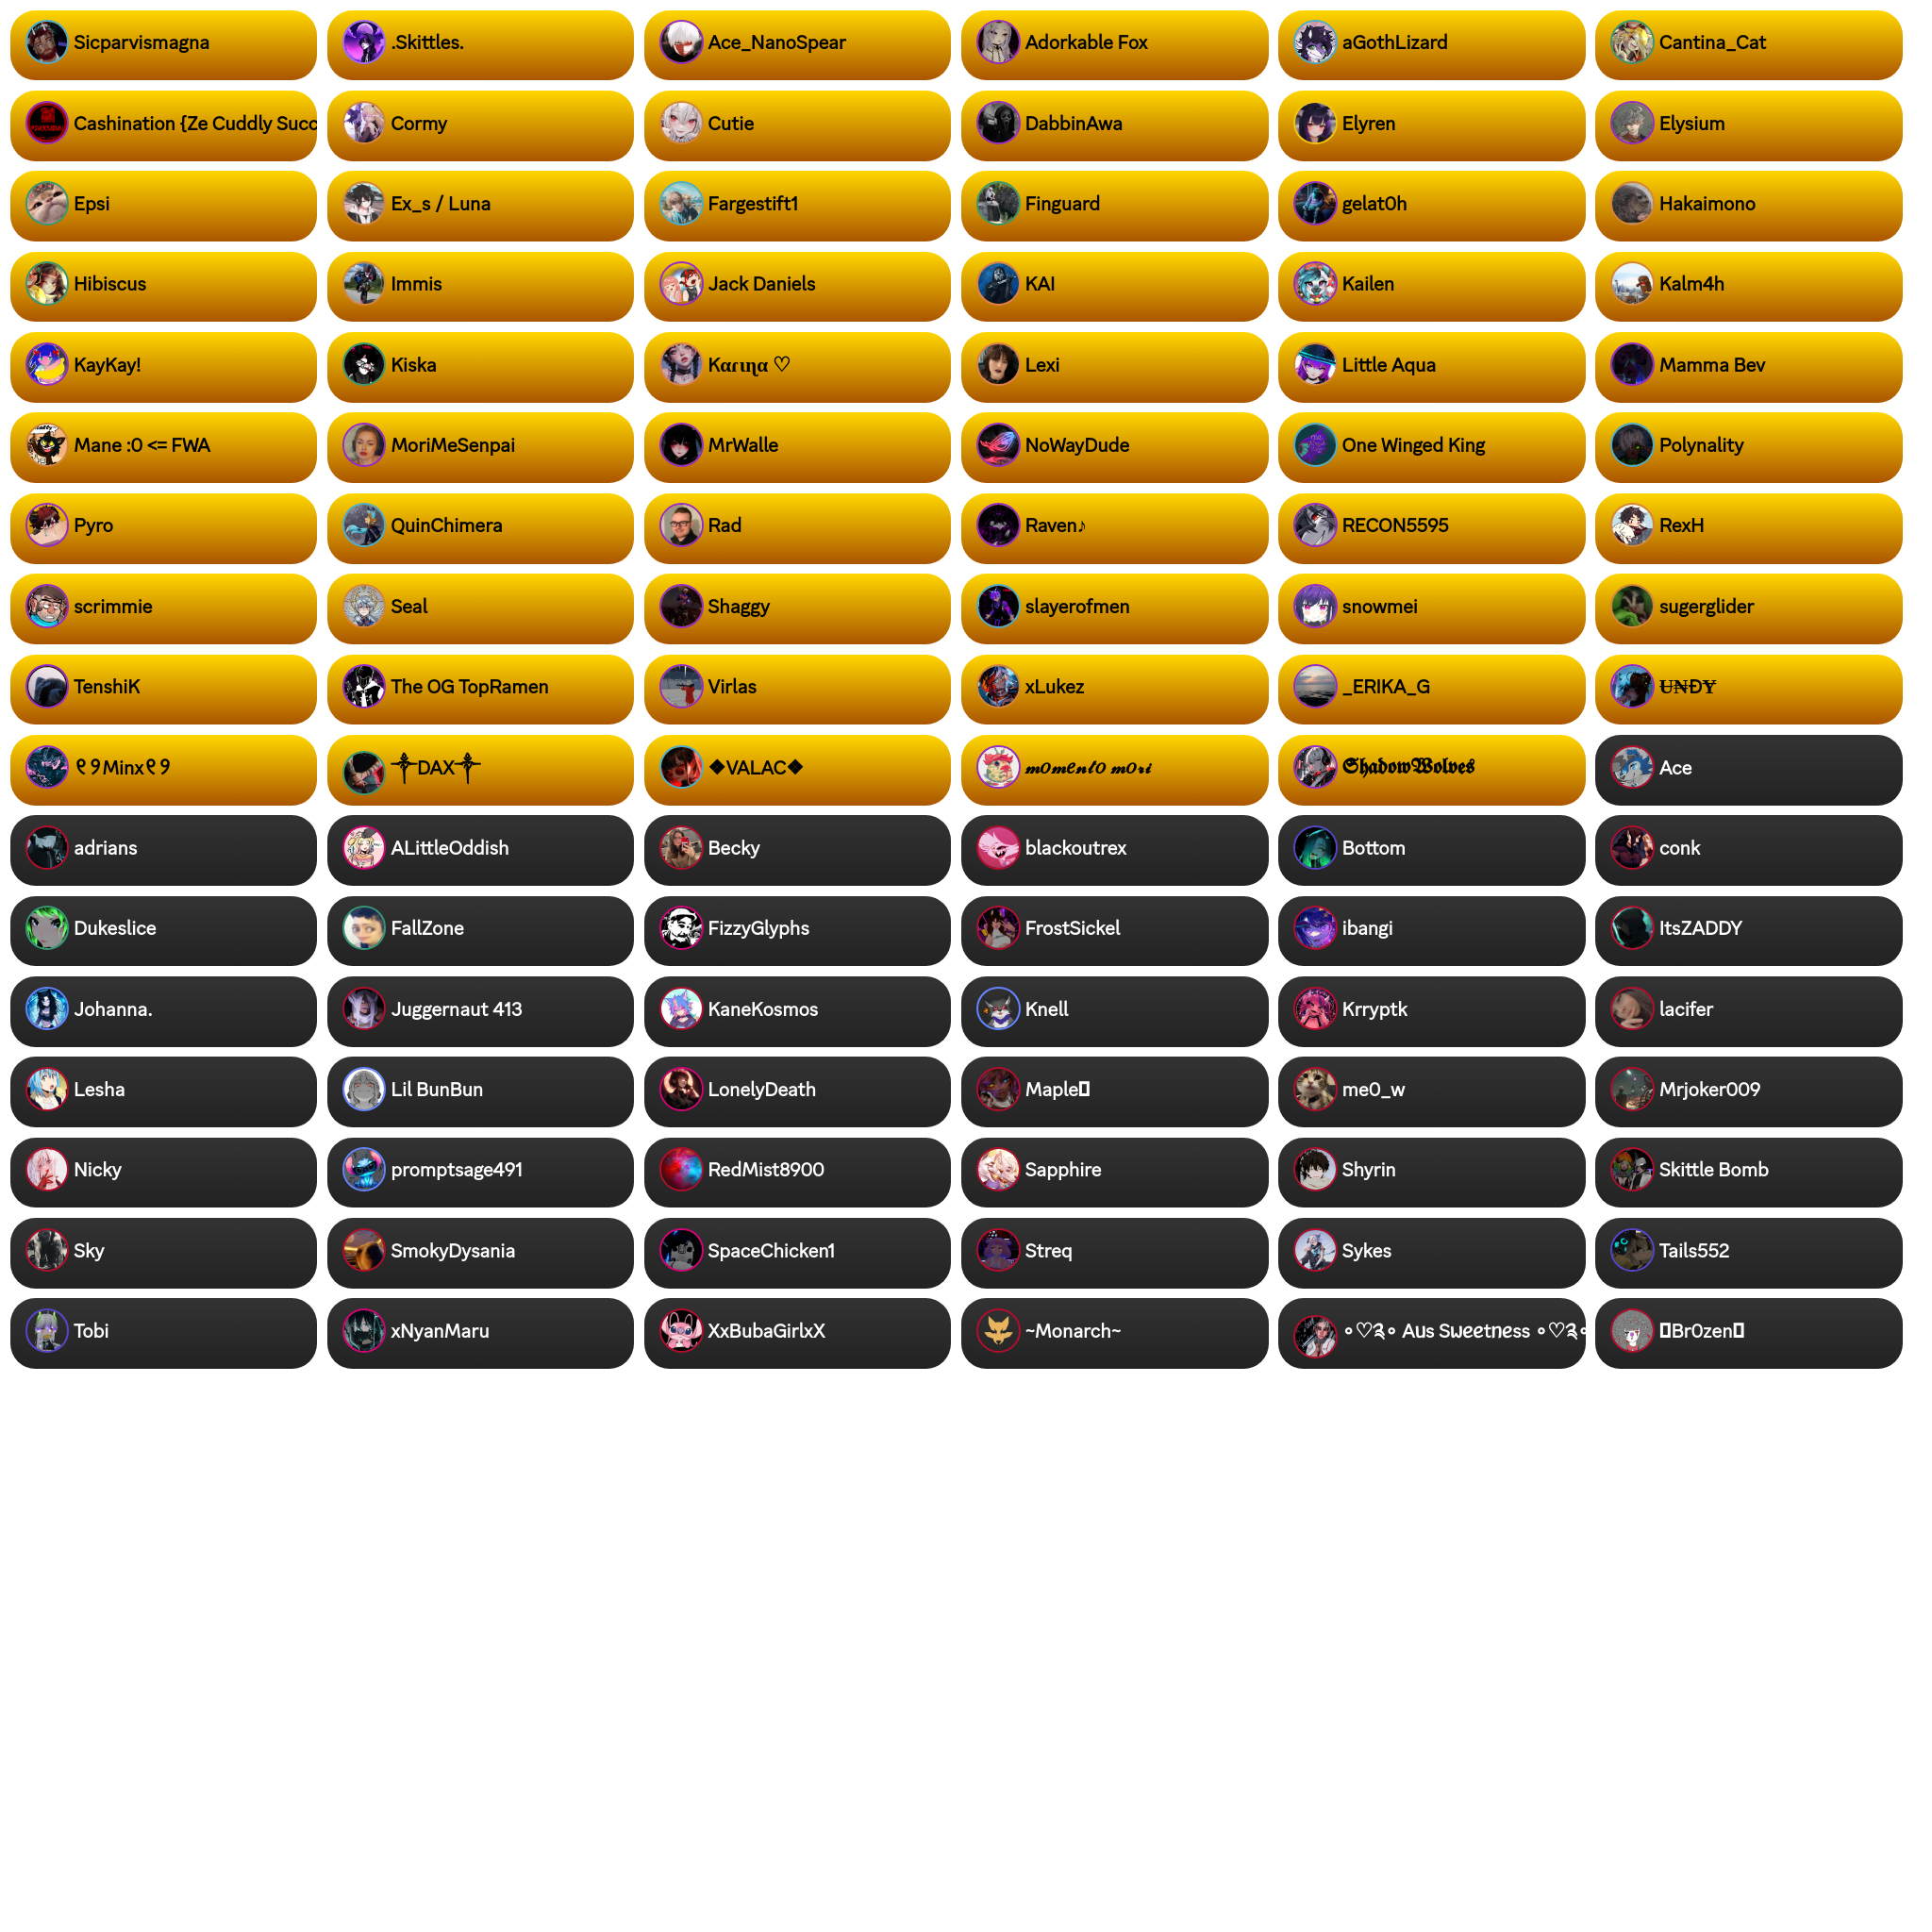 Sicparvismagna
.Skittles.
Ace_NanoSpear
Adorkable Fox
aGothLizard
Cantina_Cat
Cashination {Ze Cuddly Succ
Cormy
Cutie
DabbinAwa
Elyren
Elysium
Epsi
Ex_s / Luna
Fargestift1
Finguard
gelat0h
Hakaimono
Hibiscus
Immis
Jack Daniels
KAI
Kailen
Kalm4h
KayKay!
Kiska
Kαɾιɳα ♡
Lexi
Little Aqua
Mamma Bev
Mane :0 <= FWA
MoriMeSenpai
MrWalle
NoWayDude
One Winged King
Polynality
Pyro
QuinChimera
Rad
Raven♪
RECON5595
RexH
scrimmie
Seal
Shaggy
slayerofmen
snowmei
sugerglider
TenshiK
The OG TopRamen
Virlas
xLukez
_ERIKA_G
U̶₦ĐɎ
୧୨Minx୧୨
༒DAX༒
❖VALAC❖
𝓶𝓸𝓶𝓮𝓷𝓽𝓸 𝓶𝓸𝓻𝓲
𝕾𝖍𝖆𝖉𝖔𝖜𝖂𝖔𝖑𝖛𝖊𝖘
Ace
adrians
ALittleOddish
Becky
blackoutrex
Bottom
conk
Dukeslice
FallZone
FizzyGlyphs
FrostSickel
ibangi
ItsZADDY
Johanna.
Juggernaut 413
KaneKosmos
Knell
Krryptk
lacifer
Lesha
Lil BunBun
LonelyDeath
Maple
me0_w
Mrjoker009
Nicky
promptsage491
RedMist8900
Sapphire
Shyrin
Skittle Bomb
Sky
SmokyDysania
SpaceChicken1
Streq
Sykes
Tails552
Tobi
xNyanMaru
XxBubaGirlxX
~Monarch~
∘♡༉∘ Aus Sɯҽҽƚɳҽss ∘♡༉∘
Br0zen